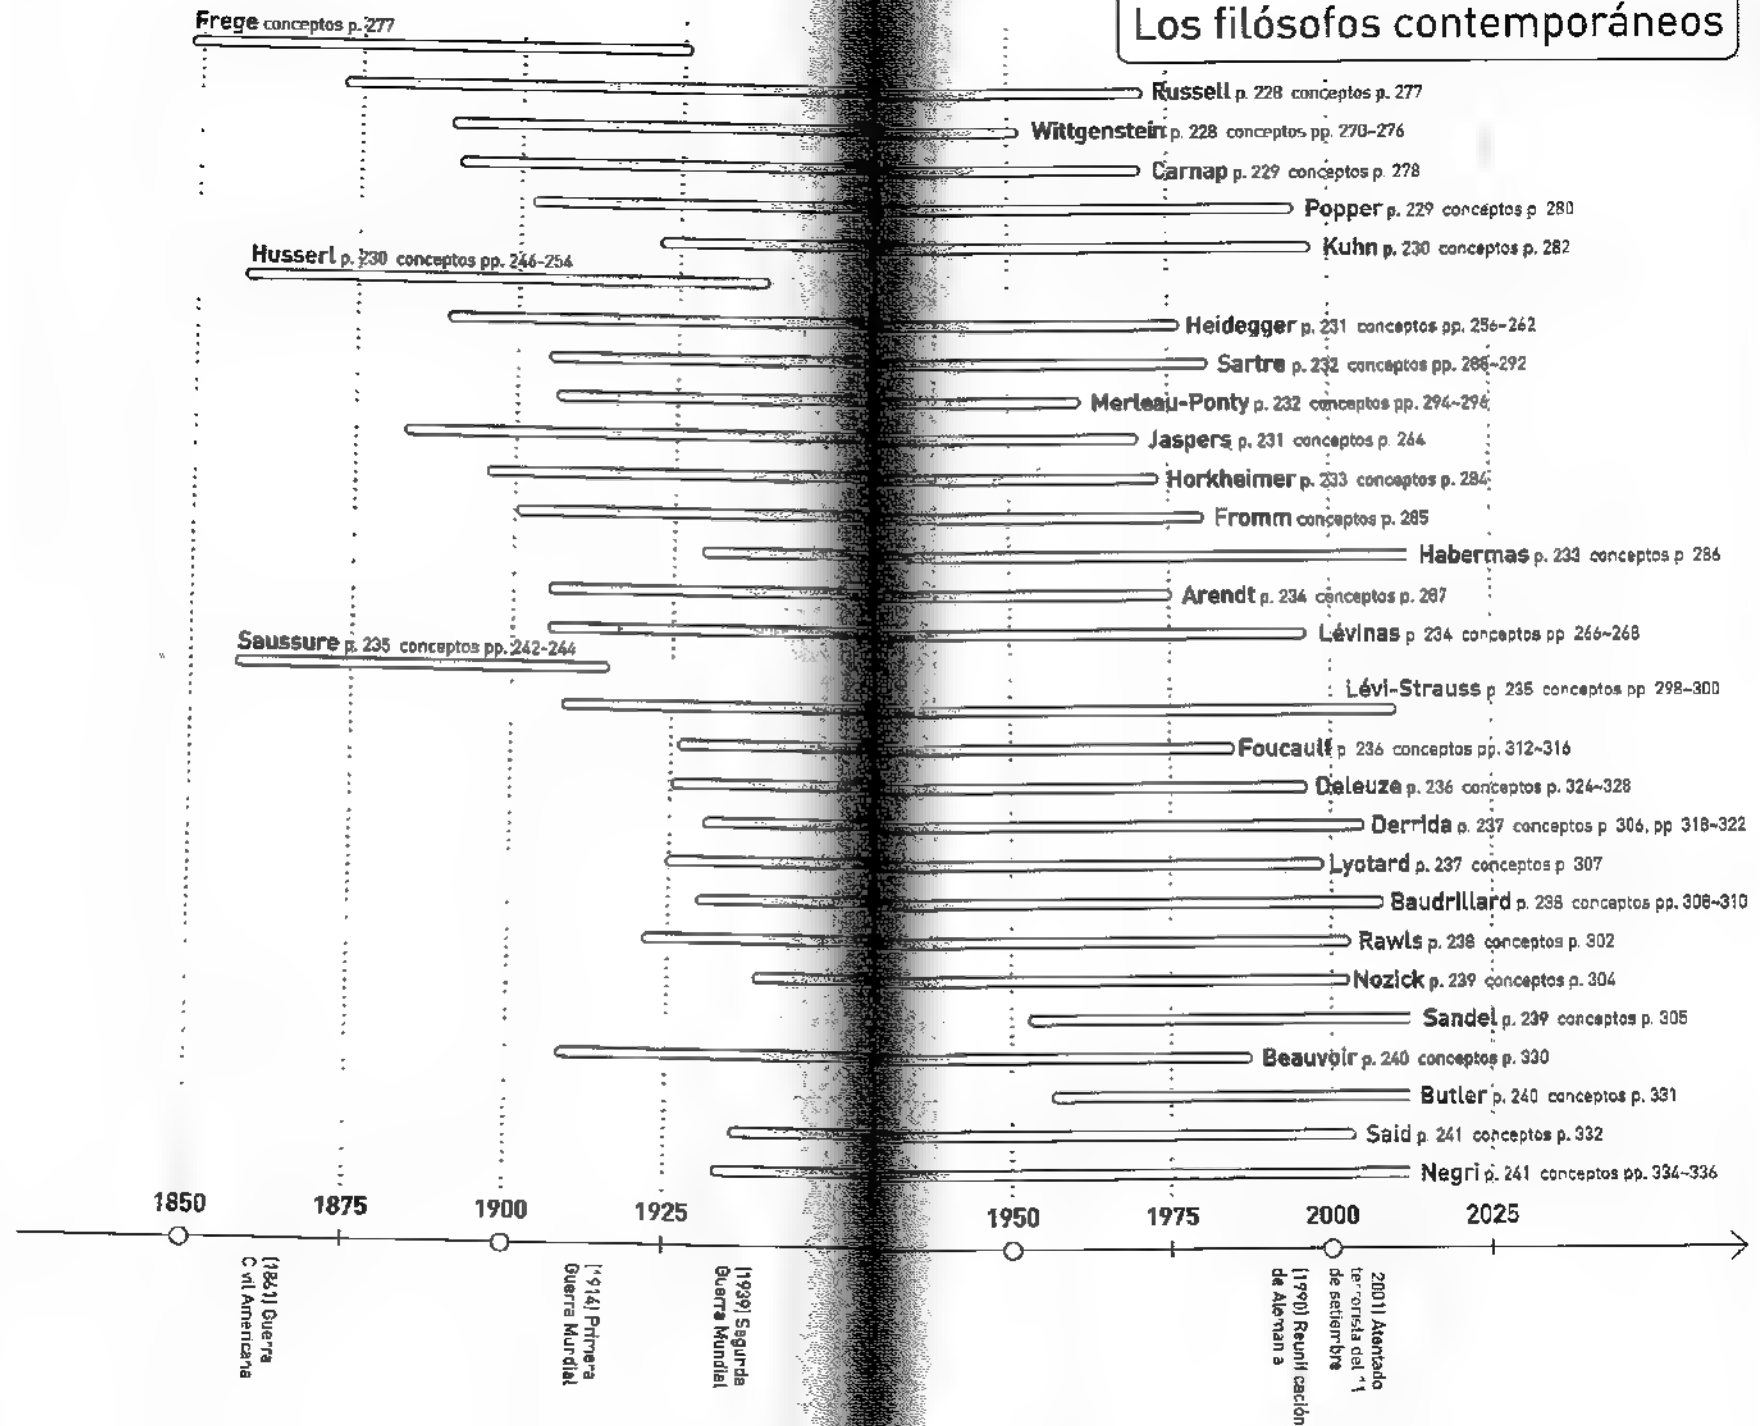 Los filósofos contemporáneos
Frege conceptos p. 277
Russell p. 228 conceptos p. 277
Wittgenstein p. 228 conceptos pp. 270-276
Carnap p. 229 conceptos p. 278
Popper p. 229 conceptos p 280
Kuhn p. 230 conceptos p. 282
Husserl p. 230 conceptos pp. 246-254
Heidegger p. 231 conceptos pp. 256-262
Sartre p. 232 conceptos pp. 288-292
Merleau-Ponty p. 232 conceptos pp. 294-296
Jaspers p. 231 conceptos p. 264
Horkheimer p. 233 conceptos p. 284
Fromm conceptos p. 285
Habermas p. 233 conceptos p 286
Arendt p. 234 conceptos p. 287
Lévinas p 234 conceptos pp 266-268
Saussure p. 235 conceptos pp. 242-244
Lévi-Strauss p 235 conceptos pp 298-300
Foucault p 236 conceptos pp. 312-316
Deleuze p. 236 conceptos p. 324-328
Derrida p. 237 conceptos p 306, pp 318-322
Lyotard p. 237 conceptos p 307
Baudrillard p. 238 conceptos pp. 308-310
Rawls p. 238 conceptos p. 302
Nozick p. 239 conceptos p. 304
Sandel p. 239 conceptos p. 305
Beauvoir p. 240 conceptos p. 330
Butler p. 240 conceptos p. 331
Said p 241 conceptos p. 332
Negri p. 241 conceptos pp. 334-336
1850 1875 1900 1925 1950 1975 2000 2025
(1861) Guerra
Civil Americana
(1914) Primera
Guerra Mundial
(1939) Segunda
Guerra Mundial
(1990) Reunificación
de Alemania
2001) Atentado
terrorista del 11
de setiembre